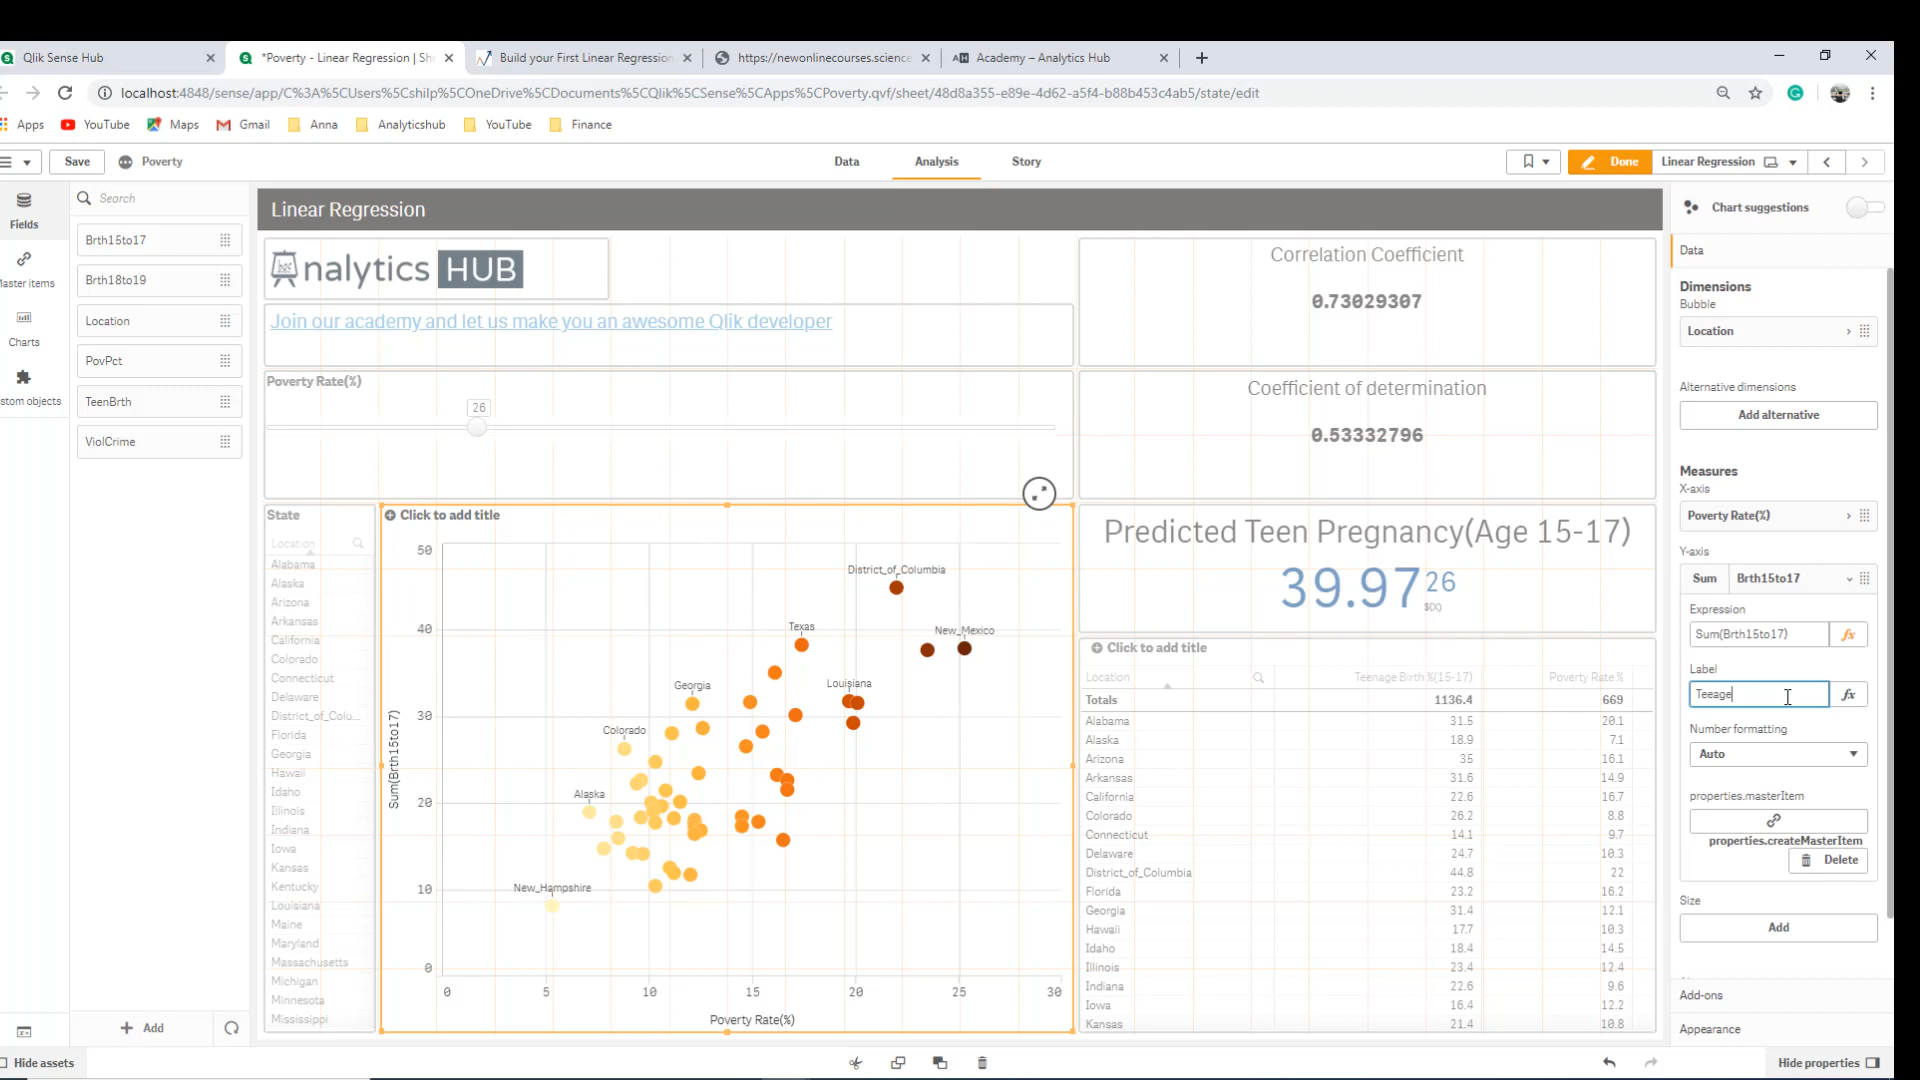 Qlik Sense Hub
*Poverty - Linear Regression | Sh
Build your First Linear Regression
https://newonlinecourses.science
AH Academy – Analytics Hub
localhost:4848/sense/app/C%3A%5CUsers%5Cshilp%5COneDrive%5CDocuments%5CQlik%5CSense%5CApps%5CPoverty.qvf/sheet/48d8a355-e89e-4d62-a5f4-b88b453c4ab5/state/edit
Apps YouTube Maps Gmail Anna Analyticshub YouTube Finance
Save Poverty Data Analysis Story Done Linear Regression
Fields
aster items
Charts
stom objects
Search
Brth15to17
Brth18to19
Location
PovPct
TeenBrth
ViolCrime
Add
Hide assets
Linear Regression
nalytics HUB
Join our academy and let us make you an awesome Qlik developer
Poverty Rate(%)
26
Correlation Coefficient
0.73029307
Coefficient of determination
0.53332796
Predicted Teen Pregnancy(Age 15-17)
39.97 26
State
Location
Alabama
Alaska
Arizona
Arkansas
California
Colorado
Connecticut
Delaware
District_of_Colu...
Florida
Georgia
Hawaii
Idaho
Illinois
Indiana
Iowa
Kansas
Kentucky
Louisiana
Maine
Maryland
Massachusetts
Michigan
Minnesota
Mississippi
Click to add title
50
40
30
20
10
0
Sum(Brth15to17)
District_of_Columbia
Texas
New_Mexico
Georgia
Louisiana
Colorado
Alaska
New_Hampshire
0 5 10 15 20 25 30
Poverty Rate(%)
Click to add title
Location Teenage Birth %(15-17) Poverty Rate %
Totals 1136.4 669
Alabama 31.5 20.1
Alaska 18.9 7.1
Arizona 35 16.1
Arkansas 31.6 14.9
California 22.6 16.7
Colorado 26.2 8.8
Connecticut 14.1 9.7
Delaware 24.7 10.3
District_of_Columbia 44.8 22
Florida 23.2 16.2
Georgia 31.4 12.1
Hawaii 17.7 10.3
Idaho 18.4 14.5
Illinois 23.4 12.4
Indiana 22.6 9.6
Iowa 16.4 12.2
Kansas 21.4 10.8
Chart suggestions
Data
Dimensions
Bubble
Location
Alternative dimensions
Add alternative
Measures
X-axis
Poverty Rate(%)
Y-axis
Sum Brth15to17
Expression
Sum(Brth15to17)
fx
Label
Teeage
fx
Number formatting
Auto
properties.masterItem
properties.createMasterItem
Delete
Size
Add
Add-ons
Appearance
Hide properties